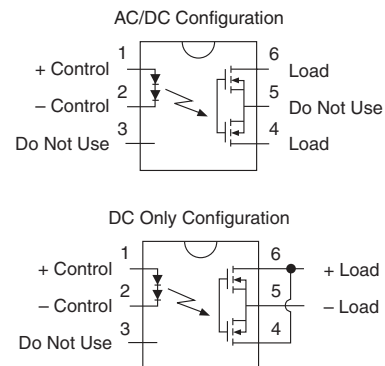 AC/DC Configuration
1
+ Control
2
– Control
3
Do Not Use
6
Load
5
Do Not Use
4
Load
DC Only Configuration
1
+ Control
2
– Control
3
Do Not Use
6
+ Load
5
– Load
4